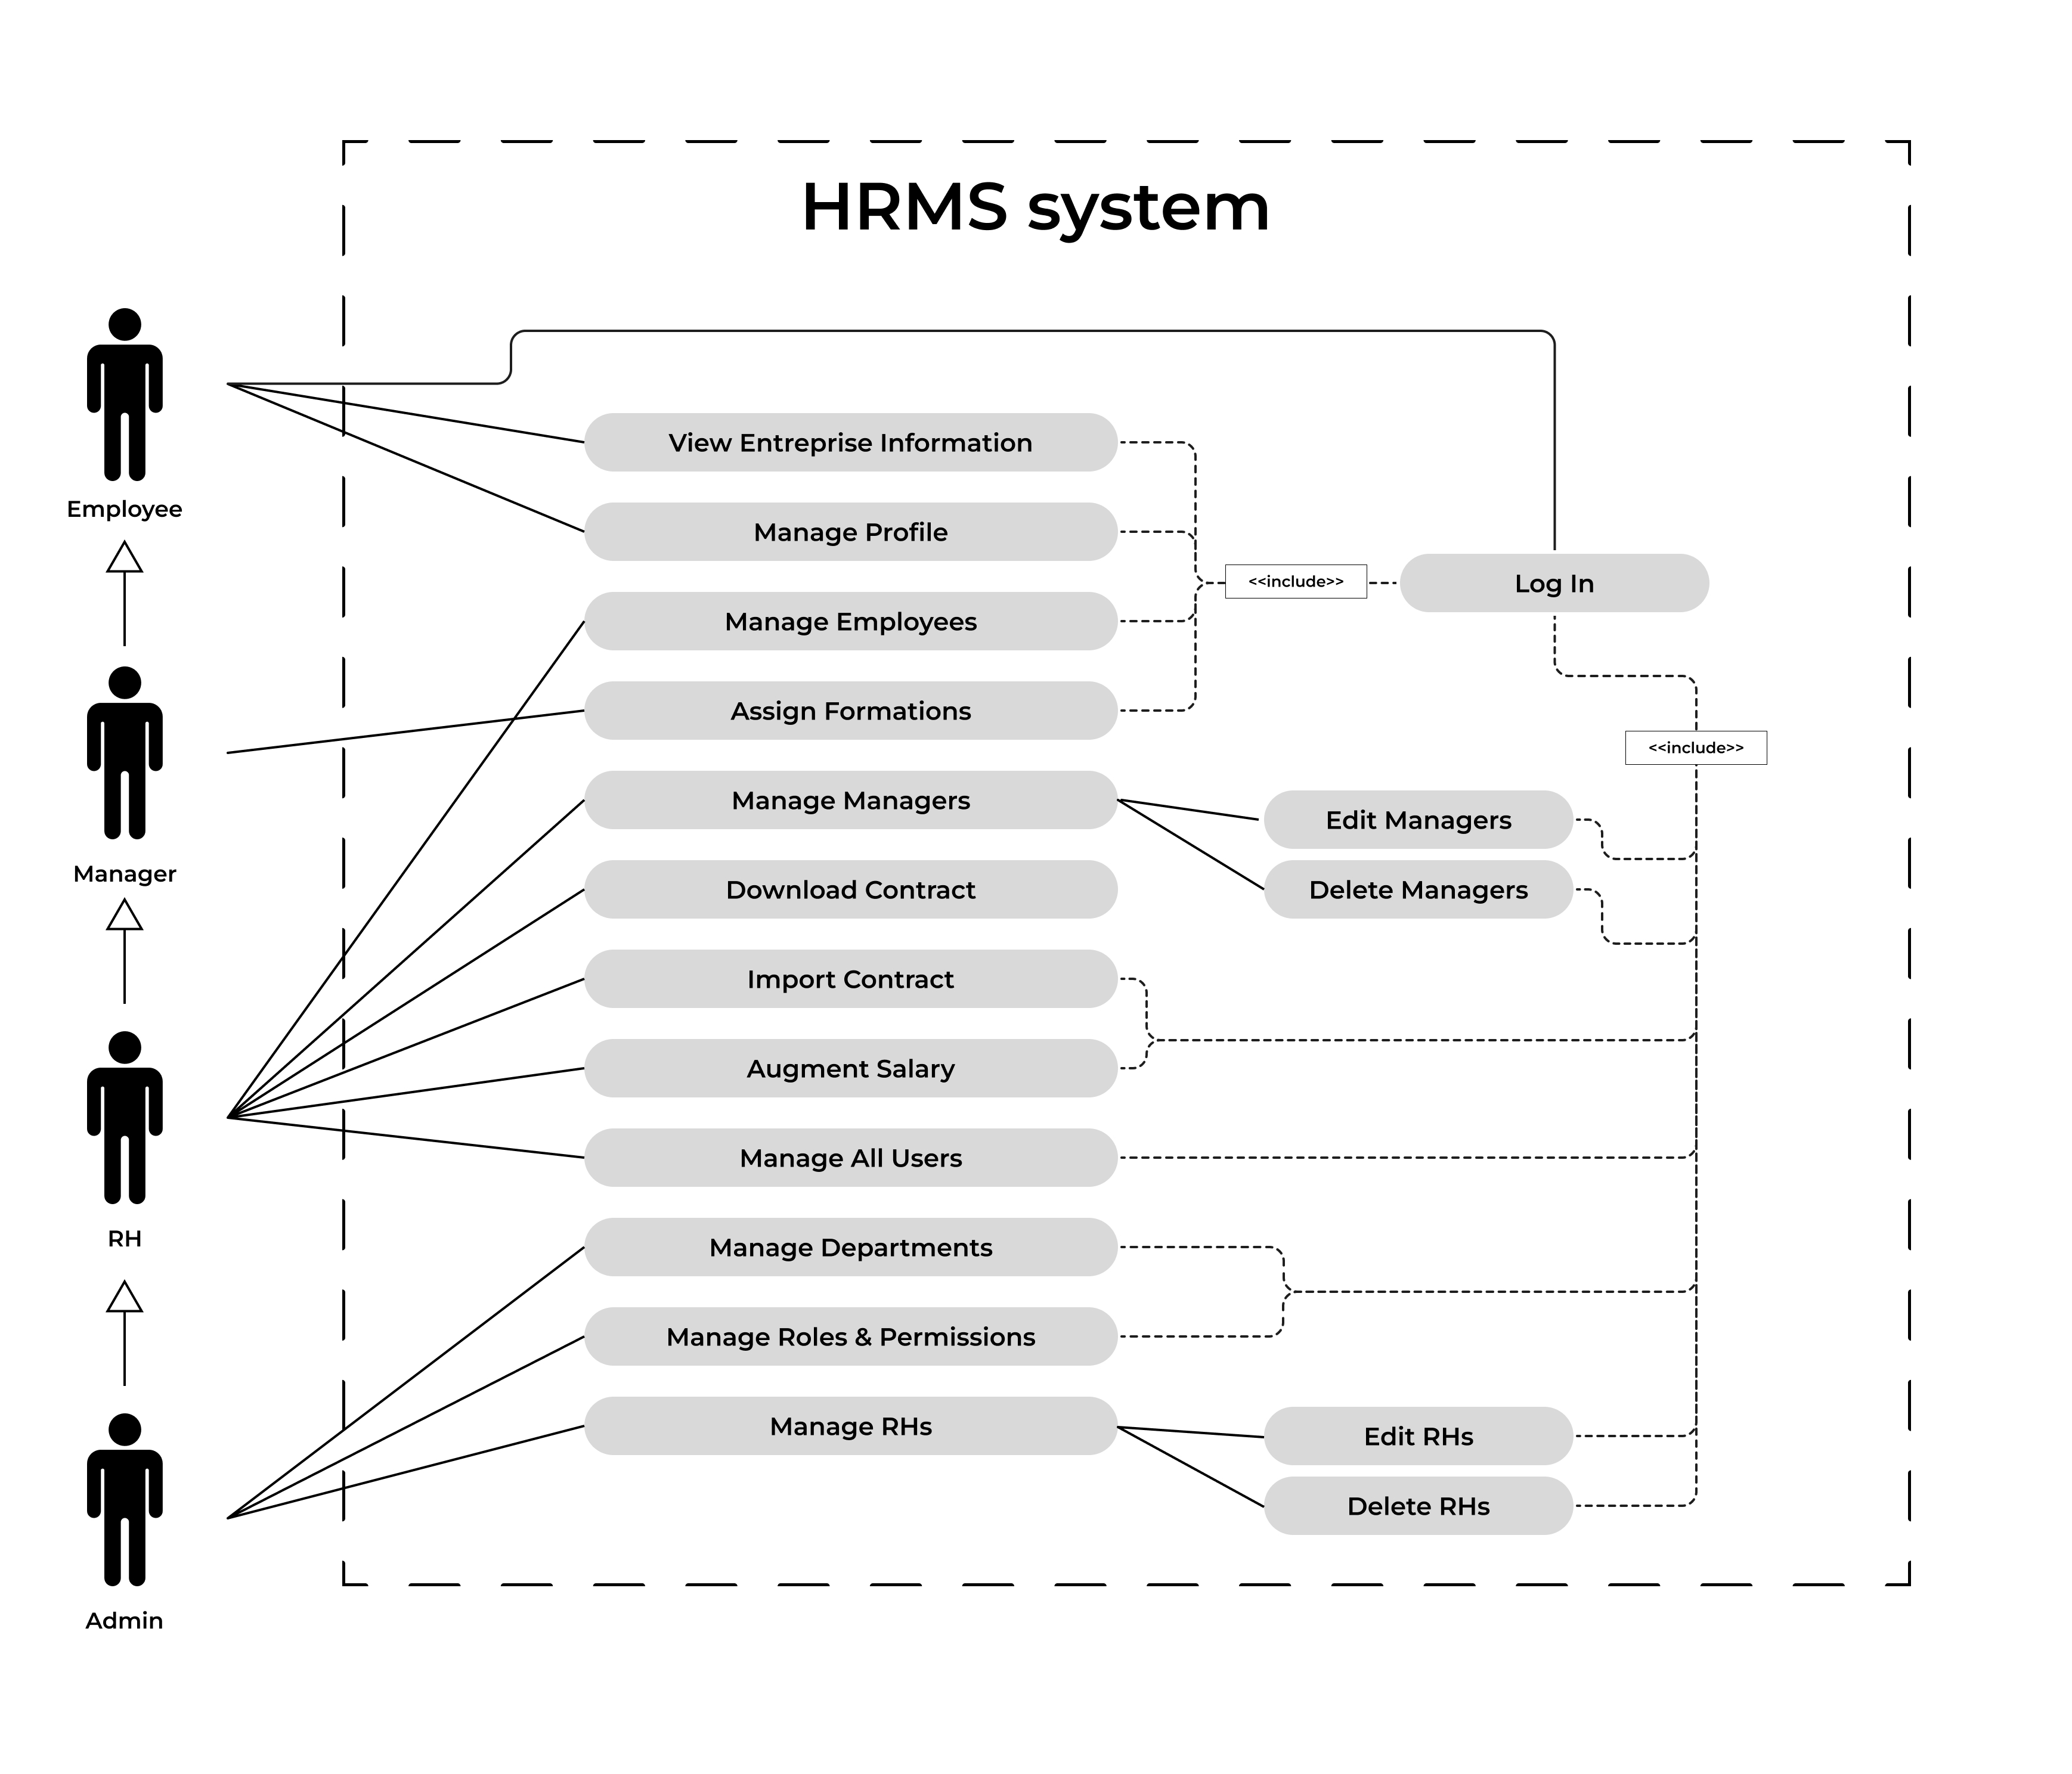 HRMS system
Employee
View Entreprise Information
Manage Profile
<<include>>
Log In
Manage Employees
Assign Formations
<<include>>
Manage Managers
Edit Managers
Manager
Download Contract
Delete Managers
Import Contract
Augment Salary
Manage All Users
RH
Manage Departments
Manage Roles & Permissions
Manage RHs
Edit RHs
Delete RHs
Admin